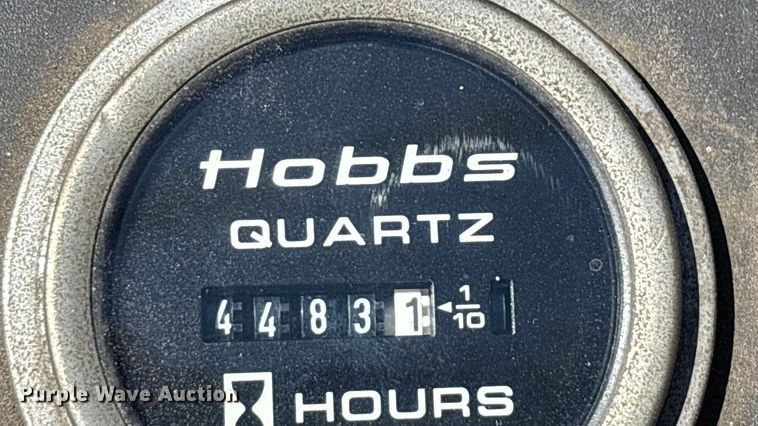 Hobbs
QUARTZ
4 4 8 3 1 ◄ 1/10
HOURS
Purple Wave Auction